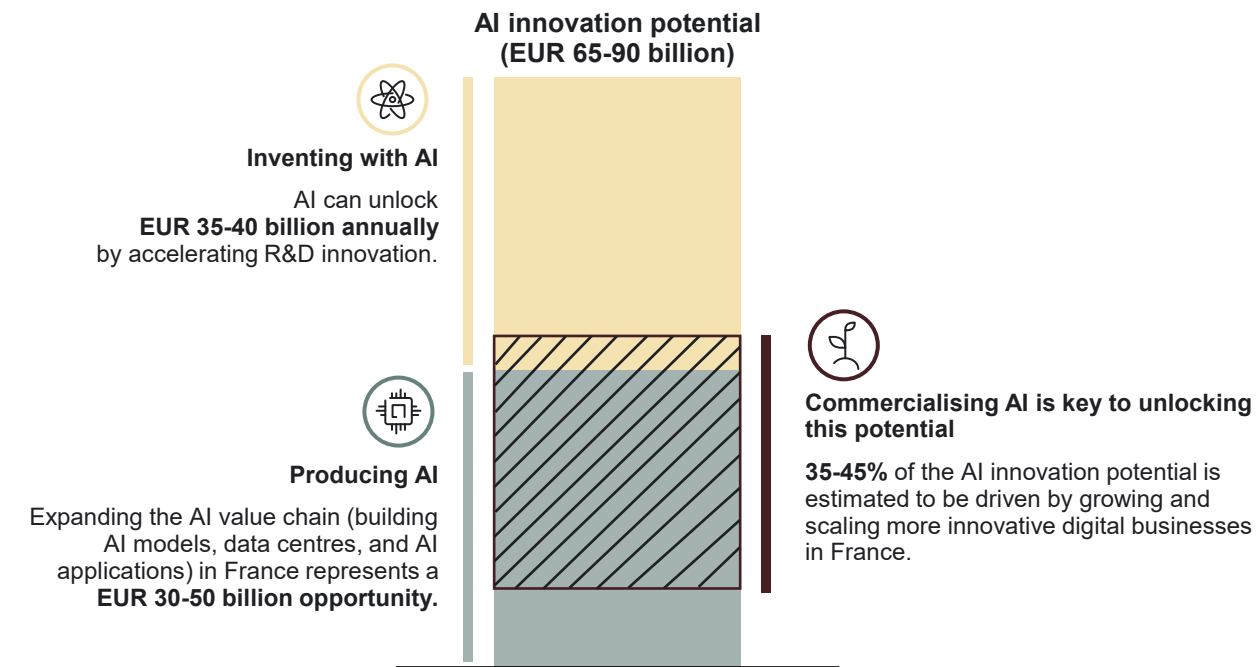 AI innovation potential
(EUR 65-90 billion)
Inventing with AI
AI can unlock
EUR 35-40 billion annually
by accelerating R&D innovation.
Producing AI
Expanding the AI value chain (building
AI models, data centres, and AI
applications) in France represents a
EUR 30-50 billion opportunity.
Commercialising AI is key to unlocking
this potential
35-45% of the AI innovation potential is
estimated to be driven by growing and
scaling more innovative digital businesses
in France.